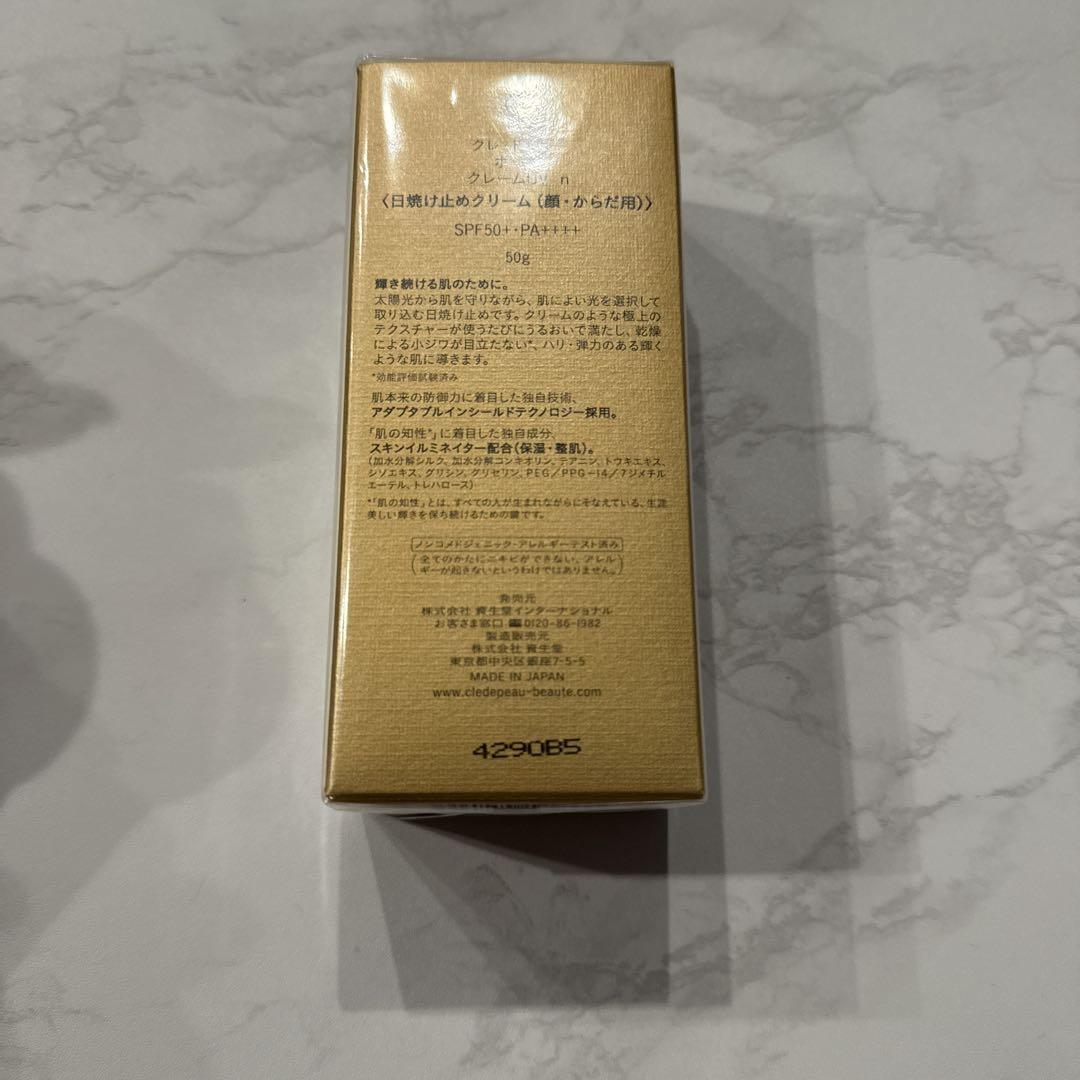 クレ・ド
ボ
クレームUV n
〈日焼け止めクリーム（顔・からだ用）〉
SPF50+・PA++++
50g
輝き続ける肌のために。
太陽光から肌を守りながら、肌によい光を選択して
取り込む日焼け止めです。クリームのような極上の
テクスチャーが使うたびにうるおいで満たし、乾燥
による小ジワが目立たない*、ハリ・弾力のある輝く
ような肌に導きます。
*効能評価試験済み
肌本来の防御力に着目した独自技術、
アダプタブルインシールドテクノロジー採用。
「肌の知性*」に着目した独自成分、
スキンイルミネイター配合（保湿・整肌）。
（加水分解シルク、加水分解コンキオリン、テアニン、トウキエキス、
シソエキス、グリシン、グリセリン、PEG／PPG－14／7ジメチル
エーテル、トレハロース）
*「肌の知性」とは、すべての人が生まれながらにそなえている、生涯
美しい輝きを保ち続けるための鍵です。
ノンコメドジェニック・アレルギーテスト済み
（全てのかたにニキビができない、アレル
ギーが起きないというわけではありません。）
発売元
株式会社 資生堂インターナショナル
お客さま窓口 ☎0120-86-1982
製造販売元
株式会社 資生堂
東京都中央区銀座7-5-5
MADE IN JAPAN
www.cledepeau-beaute.com
4290B5